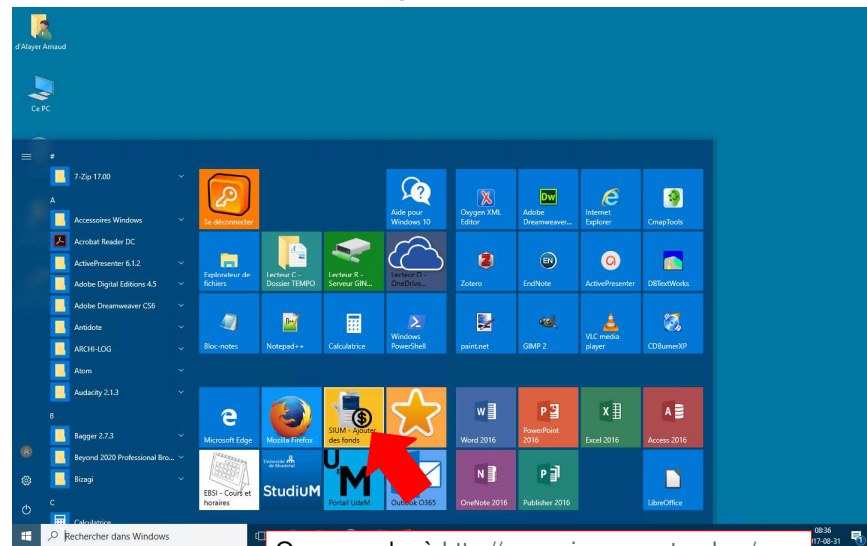 d'Alayer Arnaud
Ce PC
#
7-Zip 17.00
A
Accessoires Windows
Acrobat Reader DC
ActivePresenter 6.1.2
Adobe Digital Editions 4.5
Adobe Dreamweaver CS6
Antidote
ARCHI-LOG
Atom
Audacity 2.1.3
B
Bagger 2.7.3
Beyond 2020 Professional Bro...
Bizagi
C
Calculatrice
Se déconnecter
Aide pour
Windows 10
Oxygen XML
Editor
Adobe
Dreamweaver...
Internet
Explorer
CmapTools
Explorateur de
fichiers
Lecteur C -
Dossier TEMPO
Lecteur R -
Serveur GIN...
Lecteur O -
OneDrive...
Zotero
EndNote
ActivePresenter
DBTextWorks
Bloc-notes
Notepad++
Calculatrice
Windows
PowerShell
paint.net
GIMP 2
VLC media
player
CDBurnerXP
Microsoft Edge
Mozilla Firefox
SIUM - Ajouter
des fonds
Word 2016
PowerPoint
2016
Excel 2016
Access 2016
EBSI - Cours et
horaires
Université
de Montréal
StudiUM
Portail UdeM
Outlook O365
OneNote 2016
Publisher 2016
LibreOffice
Rechercher dans Windows
08:36
17-08-31